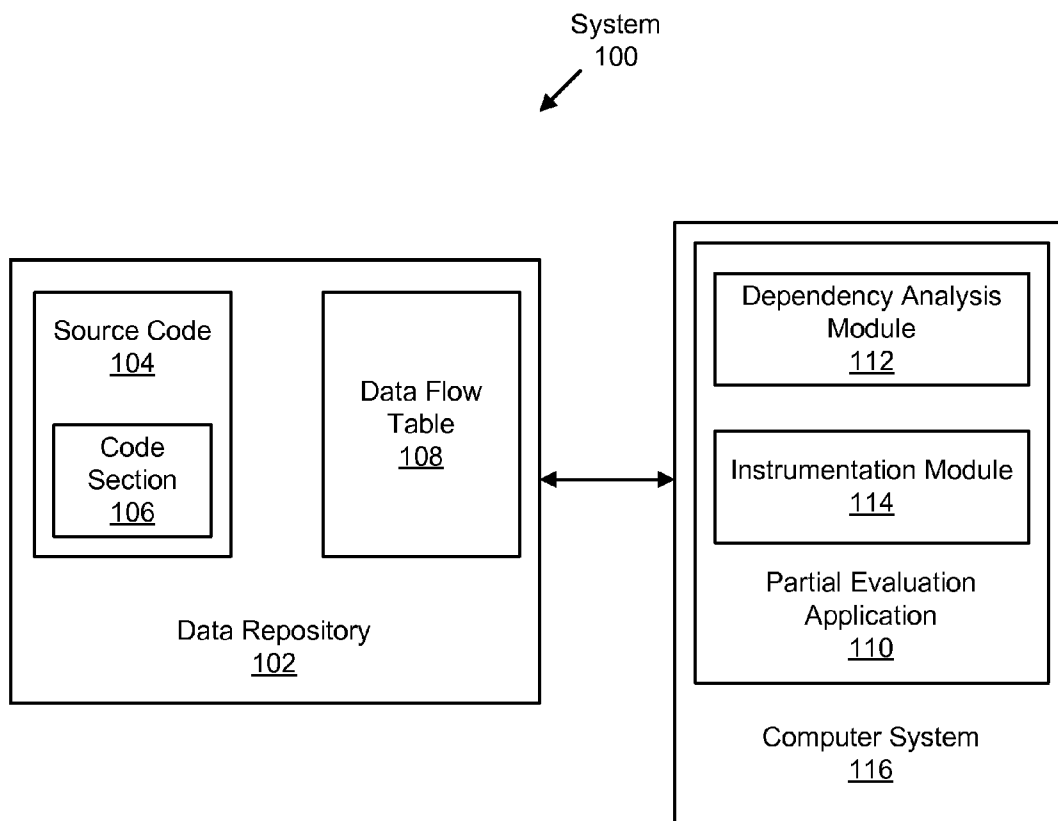 System
100
Source Code
104
Code
Section
106
Data Flow
Table
108
Data Repository
102
Dependency Analysis
Module
112
Instrumentation Module
114
Partial Evaluation
Application
110
Computer System
116